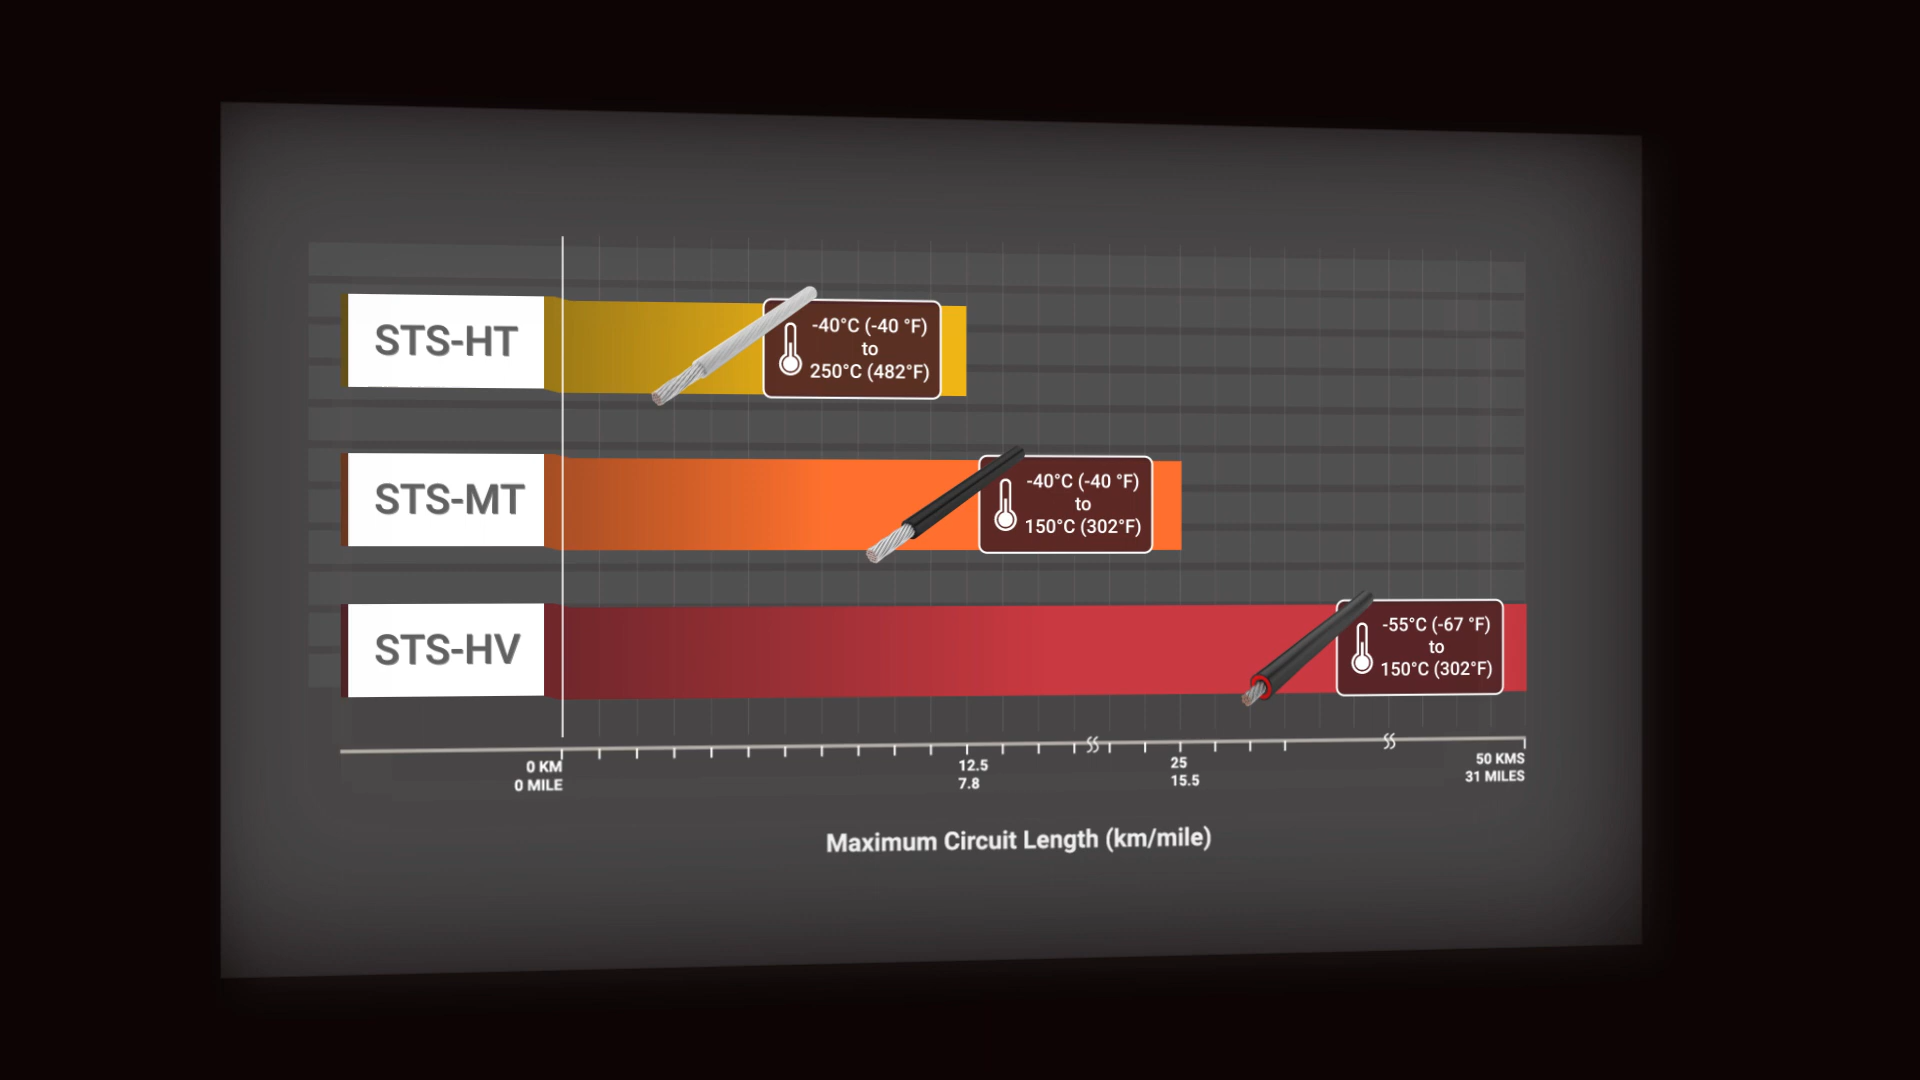 STS-HT
-40°C (-40 °F)
to
250°C (482°F)
STS-MT
-40°C (-40 °F)
to
150°C (302°F)
STS-HV
-55°C (-67 °F)
to
150°C (302°F)
0 KM
0 MILE
12.5
7.8
25
15.5
50 KMS
31 MILES
Maximum Circuit Length (km/mile)